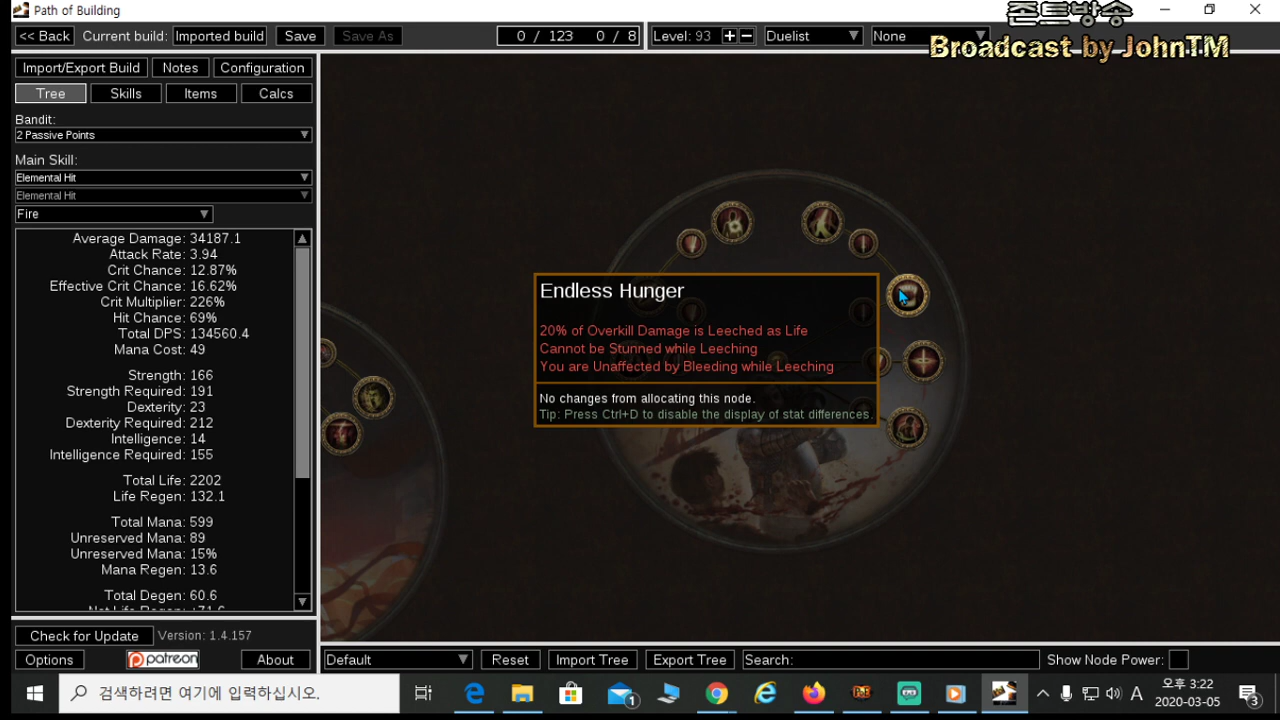 Path of Building
존트방송
Broadcast by JohnTM
<< Back
Current build:
Imported build
Save
Save As
0 / 123 0 / 8
Level: 93
+
−
Duelist
None
Import/Export Build
Notes
Configuration
Tree
Skills
Items
Calcs
Bandit:
2 Passive Points
Main Skill:
Elemental Hit
Elemental Hit
Fire
Average Damage: 34187.1
Attack Rate: 3.94
Crit Chance: 12.87%
Effective Crit Chance: 16.62%
Crit Multiplier: 226%
Hit Chance: 69%
Total DPS: 134560.4
Mana Cost: 49
Strength: 166
Strength Required: 191
Dexterity: 23
Dexterity Required: 212
Intelligence: 14
Intelligence Required: 155
Total Life: 2202
Life Regen: 132.1
Total Mana: 599
Unreserved Mana: 89
Unreserved Mana: 15%
Mana Regen: 13.6
Total Degen: 60.6
Net Life Regen: +71.6
Endless Hunger
20% of Overkill Damage is Leeched as Life
Cannot be Stunned while Leeching
You are Unaffected by Bleeding while Leeching
No changes from allocating this node.
Tip: Press Ctrl+D to disable the display of stat differences.
Check for Update
Version: 1.4.157
Options
patreon
About
Default
Reset
Import Tree
Export Tree
Search:
Show Node Power:
검색하려면 여기에 입력하십시오.
1
PoB
A
오후 3:22
2020-03-05
3